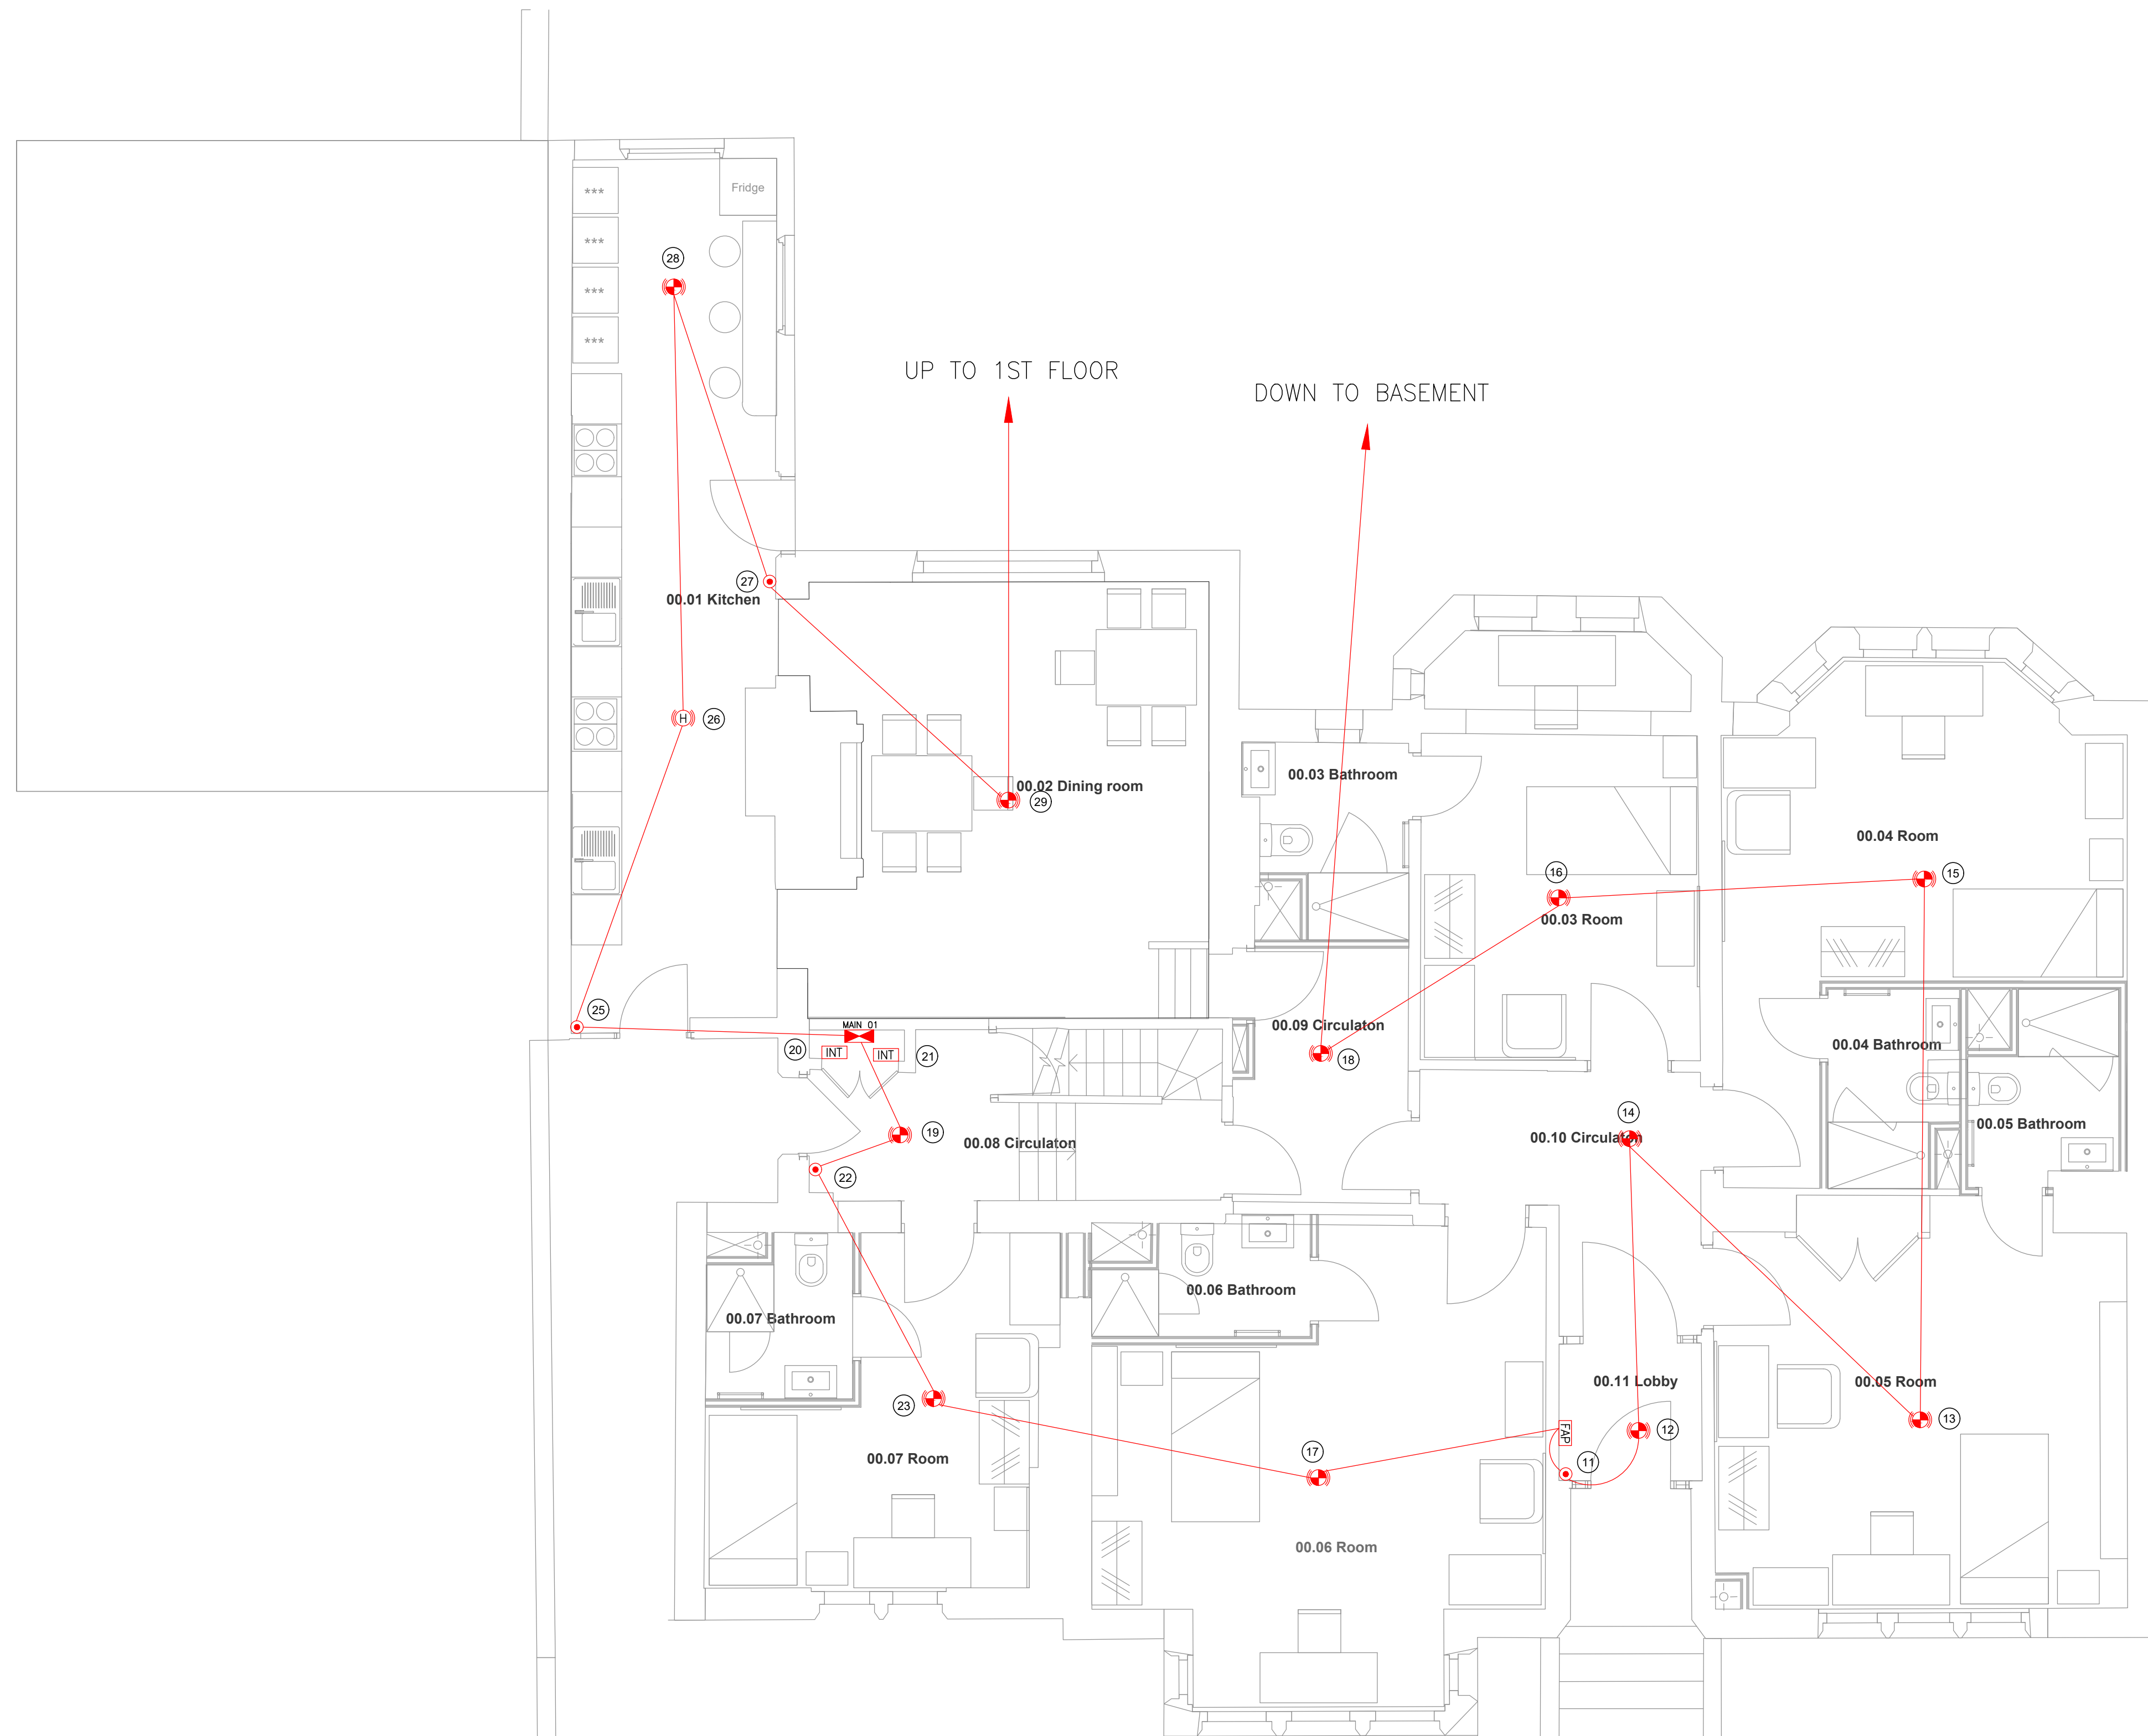 ***
Fridge
***
28
***
***
UP TO 1ST FLOOR
DOWN TO BASEMENT
27
00.01 Kitchen
H
26
00.02 Dining room
29
00.03 Bathroom
00.04 Room
16
15
00.03 Room
25
MAIN 01
20
INT
INT
21
00.09 Circulaton
18
00.04 Bathroom
14
19
00.08 Circulaton
00.10 Circulaton
00.05 Bathroom
22
00.06 Bathroom
00.07 Bathroom
00.11 Lobby
00.05 Room
23
13
FAP
12
17
00.07 Room
11
00.06 Room